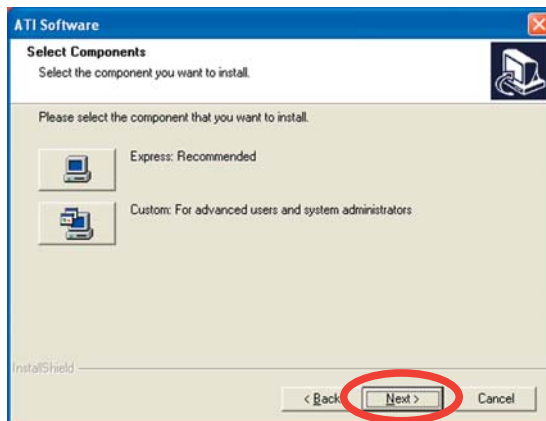 ATI Software
Select Components
Select the component you want to install.
Please select the component that you want to install.
Express: Recommended
Custom: For advanced users and system administrators
InstallShield
< Back
Next >
Cancel